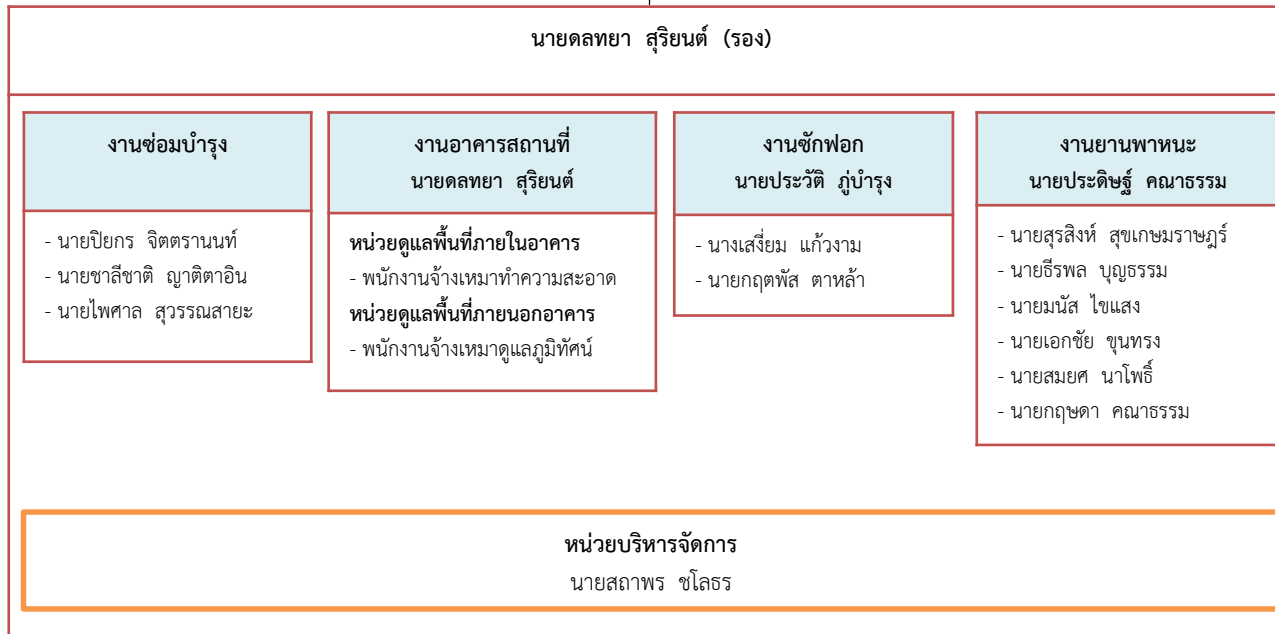 นายดลทยา สุริยนต์ (รอง)
งานซ่อมบำรุง
- นายปิยกร จิตตรานนท์
- นายชาลีชาติ ญาติตาอิน
- นายไพศาล สุวรรณสายะ
งานอาคารสถานที่
นายดลทยา สุริยนต์
หน่วยดูแลพื้นที่ภายในอาคาร
- พนักงานจ้างเหมาทำความสะอาด
หน่วยดูแลพื้นที่ภายนอกอาคาร
- พนักงานจ้างเหมาดูแลภูมิทัศน์
งานซักฟอก
นายประวัติ ภู่บำรุง
- นางเสงี่ยม แก้วงาม
- นายกฤตพัส ตาหล้า
งานยานพาหนะ
นายประดิษฐ์ คณาธรรม
- นายสุรสิงห์ สุขเกษมราษฎร์
- นายธีรพล บุญธรรม
- นายมนัส ไขแสง
- นายเอกชัย ขุนทรง
- นายสมยศ นาโพธิ์
- นายกฤษดา คณาธรรม
หน่วยบริหารจัดการ
นายสถาพร ชโลธร